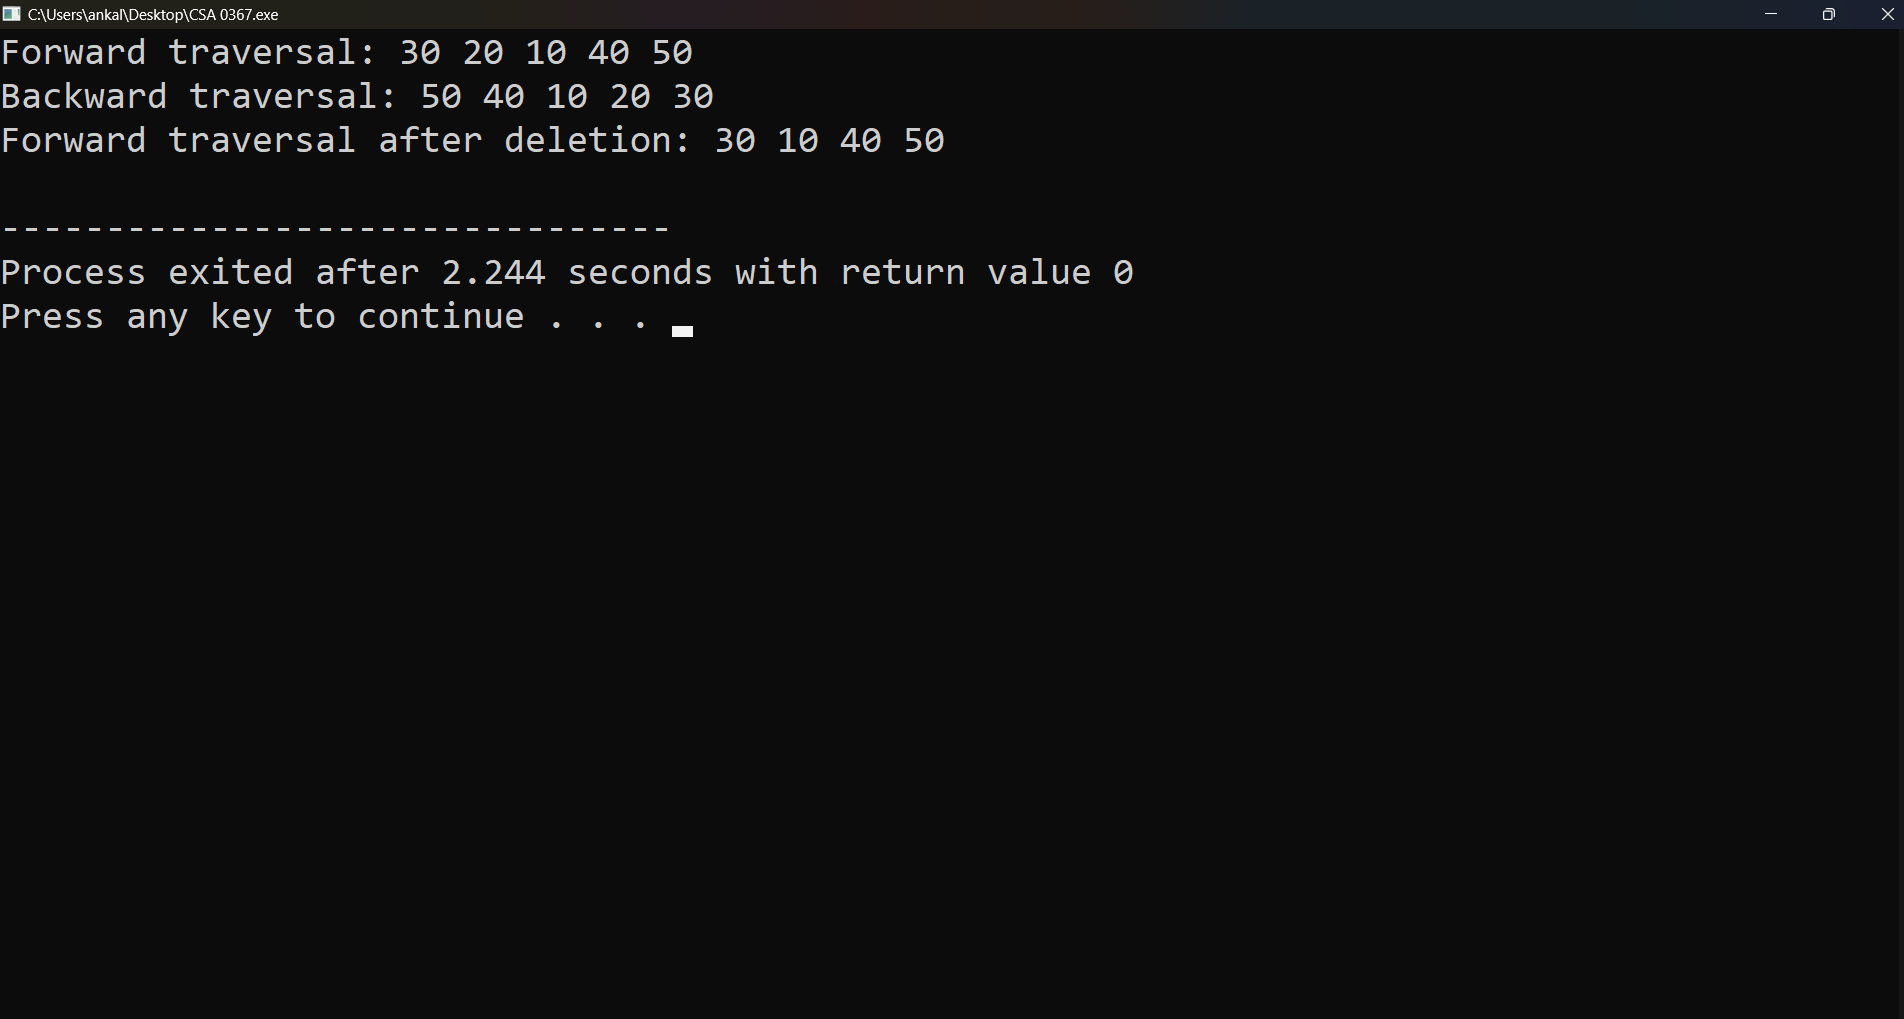 C:\Users\ankal\Desktop\CSA 0367.exe
Forward traversal: 30 20 10 40 50
Backward traversal: 50 40 10 20 30
Forward traversal after deletion: 30 10 40 50
--------------------------------
Process exited after 2.244 seconds with return value 0
Press any key to continue . . .